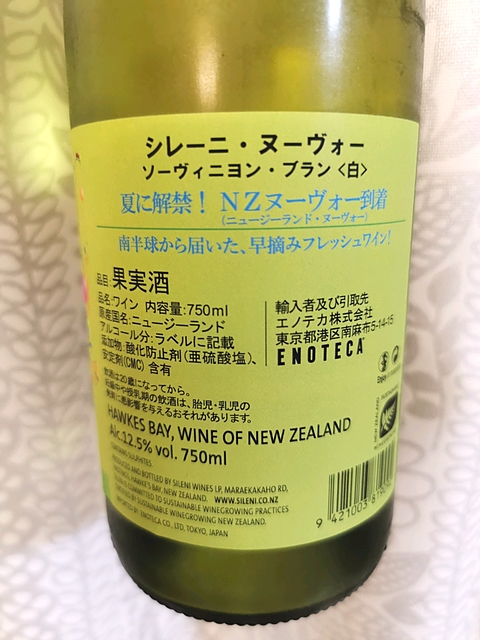 シレーニ・ヌーヴォー
ソーヴィニヨン・ブラン〈白〉
夏に解禁！ NZヌーヴォー到着
(ニュージーランド・ヌーヴォー)
南半球から届いた、早摘みフレッシュワイン!
品目:果実酒
品名:ワイン 内容量:750ml
原産国名:ニュージーランド
アルコール分:ラベルに記載
添加物:酸化防止剤(亜硫酸塩)、
安定剤(CMC)含有
輸入者及び引取先
エノテカ株式会社
東京都港区南麻布5-14-15
ENOTECA
飲酒は20歳になってから。
妊娠中や授乳期の飲酒は、胎児・乳児の
発育に悪影響を与えるおそれがあります。
HAWKES BAY, WINE OF NEW ZEALAND
Alc.12.5% vol. 750ml
CONTAINS SULPHITES
PRODUCED AND BOTTLED BY SILENI WINES LP, MARAEKAKAHO RD,
HAWKE'S BAY, NEW ZEALAND. WWW.SILENI.CO.NZ
SILENI IS COMMITTED TO SUSTAINABLE WINEGROWING PRACTICES
SUSTAINABLE WINEGROWING NEW ZEALAND.
IMPORTED BY: ENOTECA CO., LTD, TOKYO, JAPAN
9 421003 81